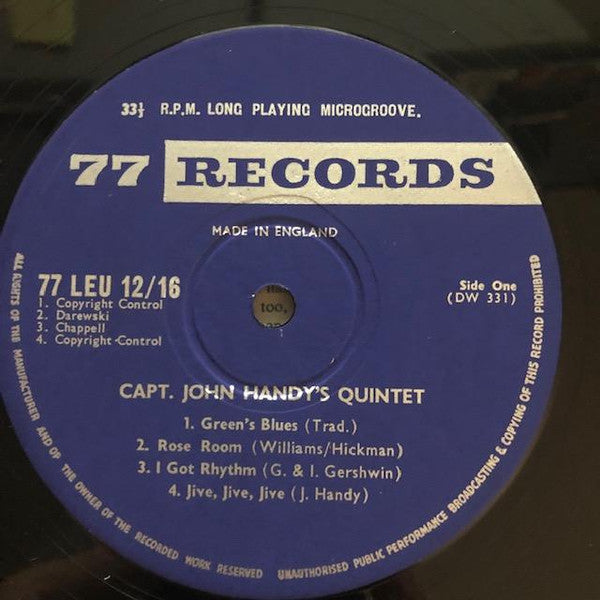 33⅓ R.P.M. LONG PLAYING MICROGROOVE.
77 RECORDS
MADE IN ENGLAND
77 LEU 12/16
1. Copyright Control
2. Darewski
3. Chappell
4. Copyright Control
Side One
(DW 331)
too,
CAPT. JOHN HANDY'S QUINTET
1. Green's Blues (Trad.)
2. Rose Room (Williams/Hickman)
3. I Got Rhythm (G. & I. Gershwin)
4. Jive, Jive, Jive (J. Handy)
ALL RIGHTS OF THE MANUFACTURER AND OF THE OWNER OF THE RECORDED WORK RESERVED UNAUTHORISED PUBLIC PERFORMANCE BROADCASTING & COPYING OF THIS RECORD PROHIBITED